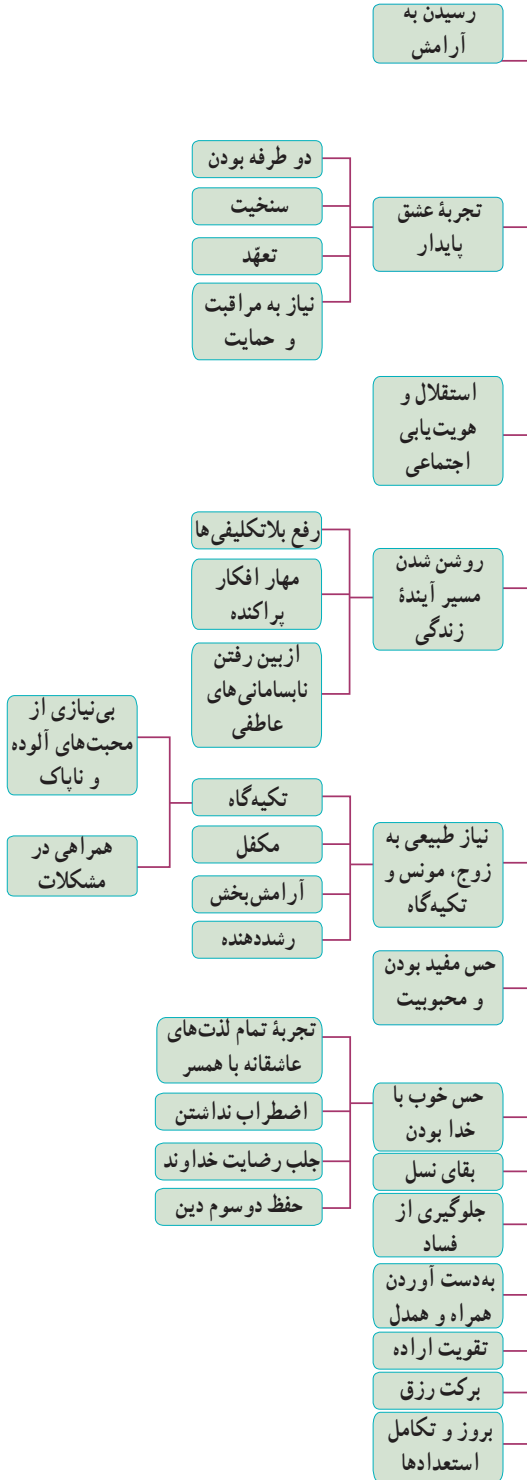 رسیدن به
آرامش
تجربهٔ عشق
پایدار
دو طرفه بودن
سنخیت
تعهّد
نیاز به مراقبت
و حمایت
استقلال و
هویت‌یابی
اجتماعی
روشن شدن
مسیر آیندهٔ
زندگی
رفع بلاتکلیفی‌ها
مهار افکار
پراکنده
ازبین رفتن
نابسامانی‌های
عاطفی
نیاز طبیعی به
زوج، مونس و
تکیه‌گاه
تکیه‌گاه
بی‌نیازی از
محبت‌های آلوده
و ناپاک
همراهی در
مشکلات
مکفل
آرامش‌بخش
رشددهنده
حس مفید بودن
و محبوبیت
حس خوب با
خدا بودن
تجربهٔ تمام لذت‌های
عاشقانه با همسر
اضطراب نداشتن
جلب رضایت خداوند
حفظ دوسوم دین
بقای نسل
جلوگیری از
فساد
به‌دست آوردن
همراه و همدل
تقویت اراده
برکت رزق
بروز و تکامل
استعدادها